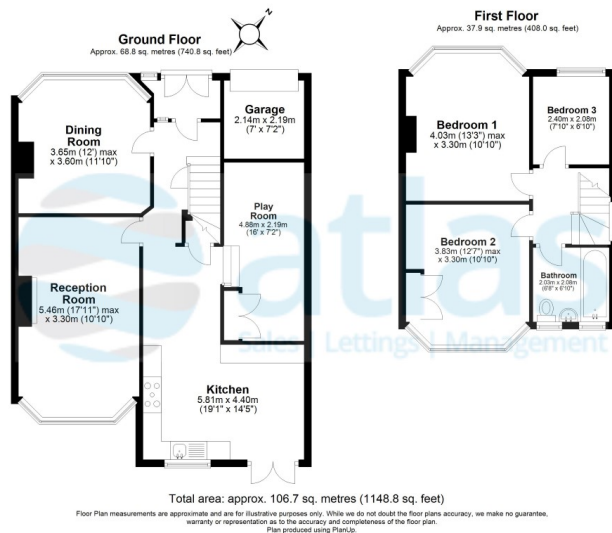 Ground Floor
Approx. 68.8 sq. metres (740.8 sq. feet)
N
Garage
2.14m x 2.19m
(7' x 7'2")
Dining
Room
3.65m (12') max
x 3.60m (11'10")
Play
Room
4.88m x 2.19m
(16' x 7'2")
Reception
Room
5.46m (17'11") max
x 3.30m (10'10")
Kitchen
5.81m x 4.40m
(19'1" x 14'5")
First Floor
Approx. 37.9 sq. metres (408.0 sq. feet)
Bedroom 1
4.03m (13'3") max
x 3.30m (10'10")
Bedroom 3
2.40m x 2.08m
(7'10" x 6'10")
Bedroom 2
3.83m (12'7") max
x 3.30m (10'10")
Bathroom
2.03m x 2.08m
(6'8" x 6'10")
atlas
Sales | Lettings | Management
Total area: approx. 106.7 sq. metres (1148.8 sq. feet)
Floor Plan measurements are approximate and are for illustrative purposes only. While we do not doubt the floor plans accuracy, we make no guarantee,
warranty or representation as to the accuracy and completeness of the floor plan.
Plan produced using PlanUp.